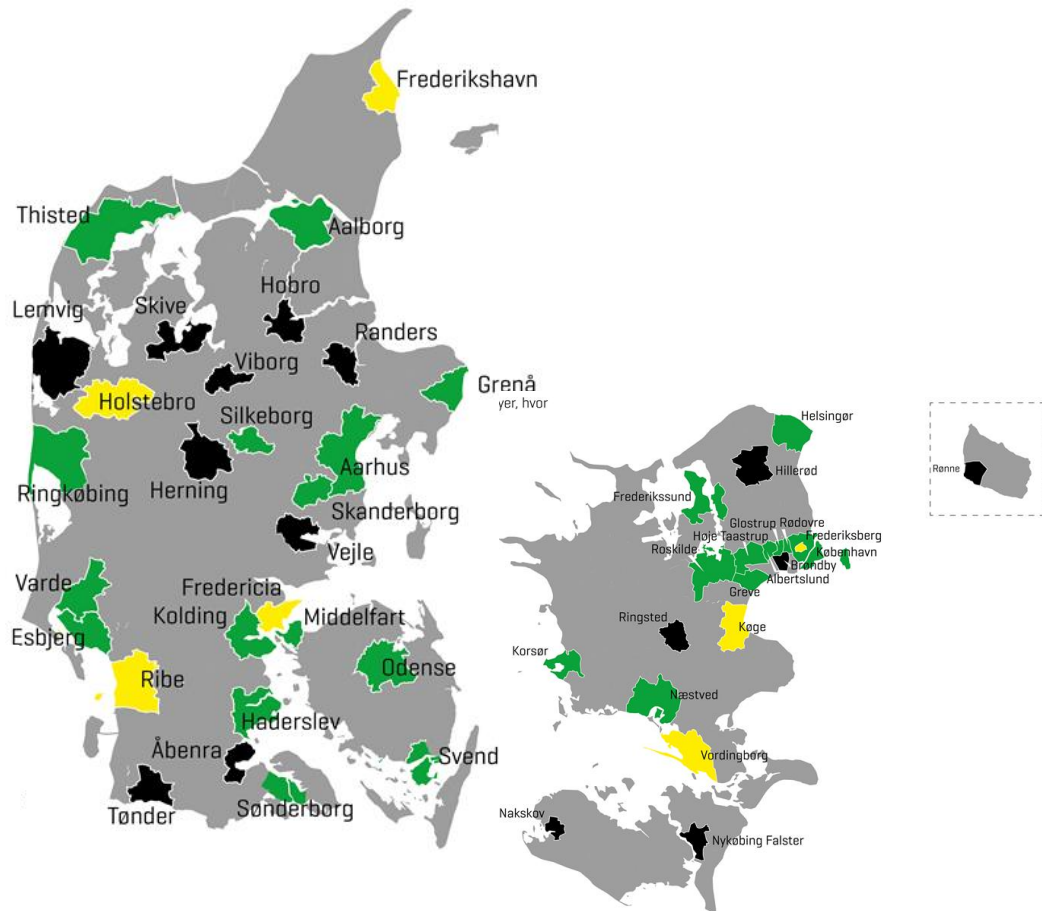 Frederikshavn
Thisted
Aalborg
Hobro
Lemvig
Skive
Randers
Viborg
Grenå
yer, hvor
Holstebro
Silkeborg
Aarhus
Ringkøbing
Herning
Skanderborg
Vejle
Varde
Fredericia
Kolding
Middelfart
Esbjerg
Odense
Ribe
Haderslev
Åbenra
Svend
Sønderborg
Tønder
Helsingør
Hillerød
Rønne
Frederikssund
Glostrup Rødovre
Høje Taastrup
Frederiksberg
Roskilde
København
Brøndby
Albertslund
Greve
Ringsted
Køge
Korsør
Næstved
Vordingborg
Nakskov
Nykøbing Falster